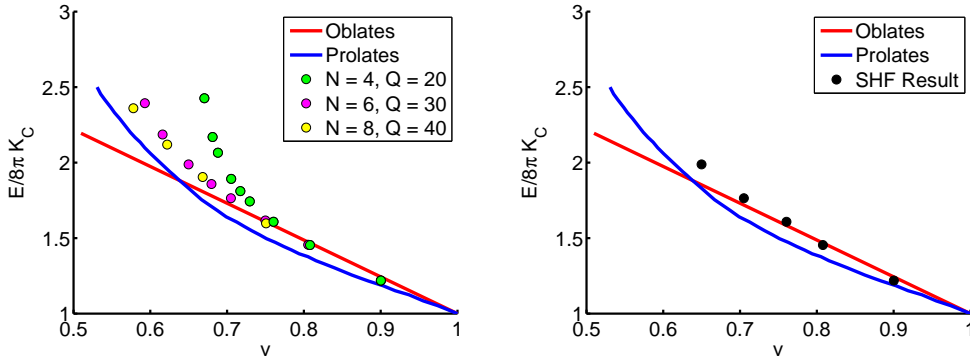 3
2.5
2
1.5
1
E/8π K_C
0.5
0.6
0.7
0.8
0.9
1
v
Oblates
Prolates
N = 4, Q = 20
N = 6, Q = 30
N = 8, Q = 40
3
2.5
2
1.5
1
E/8π K_C
0.5
0.6
0.7
0.8
0.9
1
v
Oblates
Prolates
SHF Result